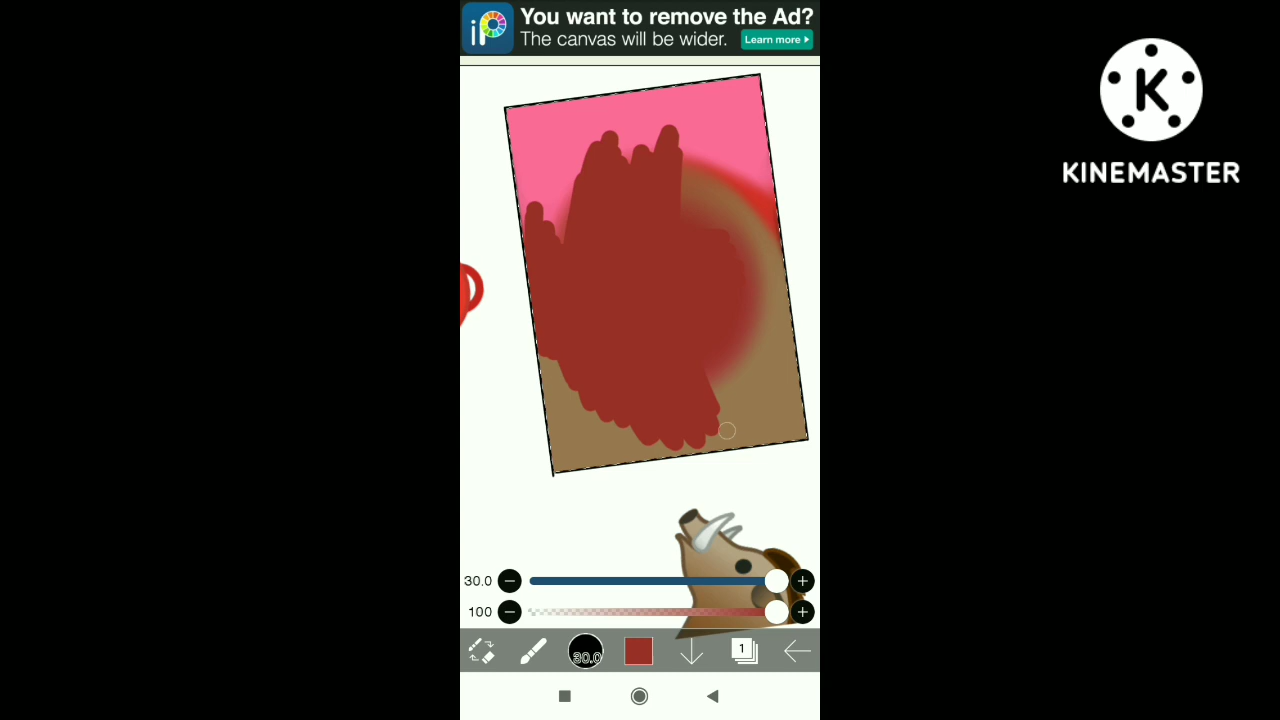 iP
You want to remove the Ad?
The canvas will be wider.
Learn more
K
KINEMASTER
30.0
100
30.0
1